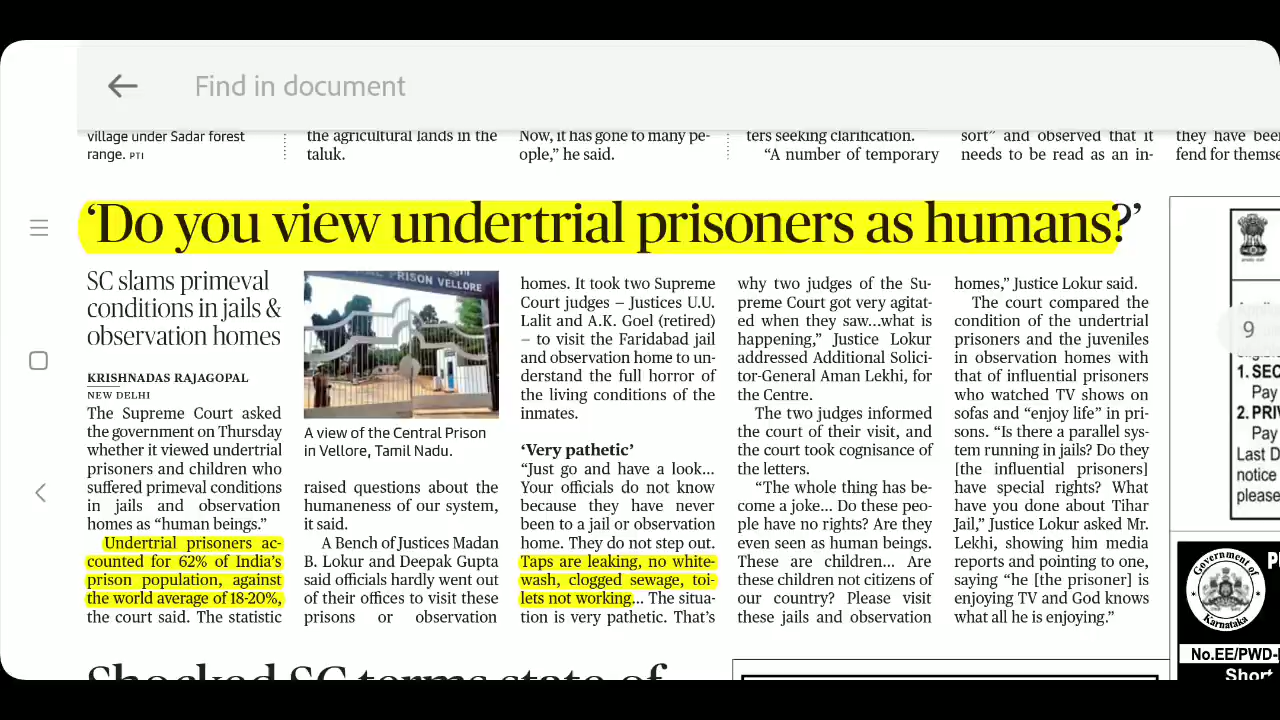 Find in document
village under Sadar forest
range. PTI
the agricultural lands in the
taluk.
Now, it has gone to many pe-
ople,” he said.
ters seeking clarification.
“A number of temporary
sort” and observed that it
needs to be read as an in-
they have been
fend for themse
‘Do you view undertrial prisoners as humans?’
SC slams primeval
conditions in jails &
observation homes
KRISHNADAS RAJAGOPAL
NEW DELHI
The Supreme Court asked
the government on Thursday
whether it viewed undertrial
prisoners and children who
suffered primeval conditions
in jails and observation
homes as “human beings.”
Undertrial prisoners ac-
counted for 62% of India’s
prison population, against
the world average of 18-20%,
the court said. The statistic
PRISON VELLORE
A view of the Central Prison
in Vellore, Tamil Nadu.
raised questions about the
humaneness of our system,
it said.
A Bench of Justices Madan
B. Lokur and Deepak Gupta
said officials hardly went out
of their offices to visit these
prisons or observation
homes. It took two Supreme
Court judges – Justices U.U.
Lalit and A.K. Goel (retired)
– to visit the Faridabad jail
and observation home to un-
derstand the full horror of
the living conditions of the
inmates.
‘Very pathetic’
“Just go and have a look...
Your officials do not know
because they have never
been to a jail or observation
home. They do not step out.
Taps are leaking, no white-
wash, clogged sewage, toi-
lets not working... The situa-
tion is very pathetic. That’s
why two judges of the Su-
preme Court got very agitat-
ed when they saw...what is
happening,” Justice Lokur
addressed Additional Solici-
tor-General Aman Lekhi, for
the Centre.
The two judges informed
the court of their visit, and
the court took cognisance of
the letters.
“The whole thing has be-
come a joke... Do these peo-
ple have no rights? Are they
even seen as human beings.
These are children... Are
these children not citizens of
our country? Please visit
these jails and observation
homes,” Justice Lokur said.
The court compared the
condition of the undertrial
prisoners and the juveniles
in observation homes with
that of influential prisoners
who watched TV shows on
sofas and “enjoy life” in pri-
sons. “Is there a parallel sys-
tem running in jails? Do they
[the influential prisoners]
have special rights? What
have you done about Tihar
Jail,” Justice Lokur asked Mr.
Lekhi, showing him media
reports and pointing to one,
saying “he [the prisoner] is
enjoying TV and God knows
what all he is enjoying.”
9
1. SEC
Pay
2. PRIV
Pay
Last D
notice
please
Government of
Karnataka
No.EE/PWD-
Short
Shocked SC terms state of